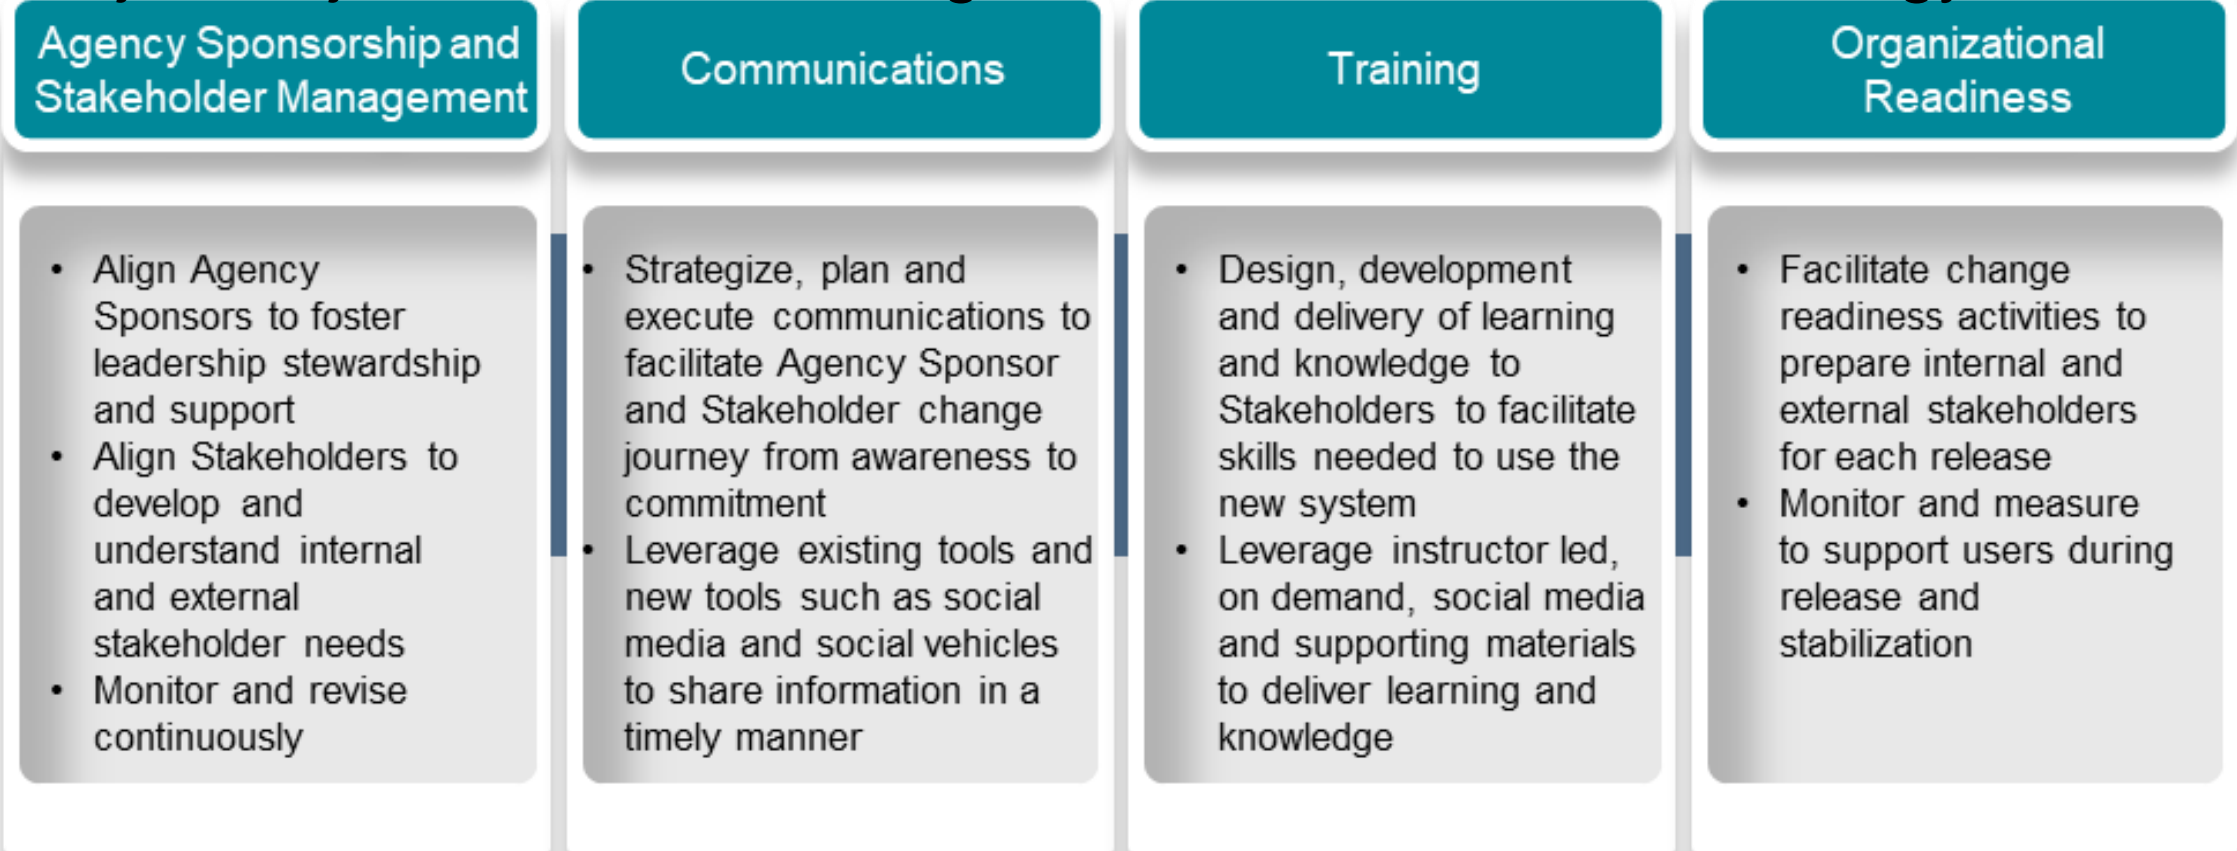 Agency Sponsorship and
Stakeholder Management
• Align Agency
Sponsors to foster
leadership stewardship
and support
• Align Stakeholders to
develop and
understand internal
and external
stakeholder needs
• Monitor and revise
continuously
Communications
• Strategize, plan and
execute communications to
facilitate Agency Sponsor
and Stakeholder change
journey from awareness to
commitment
• Leverage existing tools and
new tools such as social
media and social vehicles
to share information in a
timely manner
Training
• Design, development
and delivery of learning
and knowledge to
Stakeholders to facilitate
skills needed to use the
new system
• Leverage instructor led,
on demand, social media
and supporting materials
to deliver learning and
knowledge
Organizational
Readiness
• Facilitate change
readiness activities to
prepare internal and
external stakeholders
for each release
• Monitor and measure
to support users during
release and
stabilization